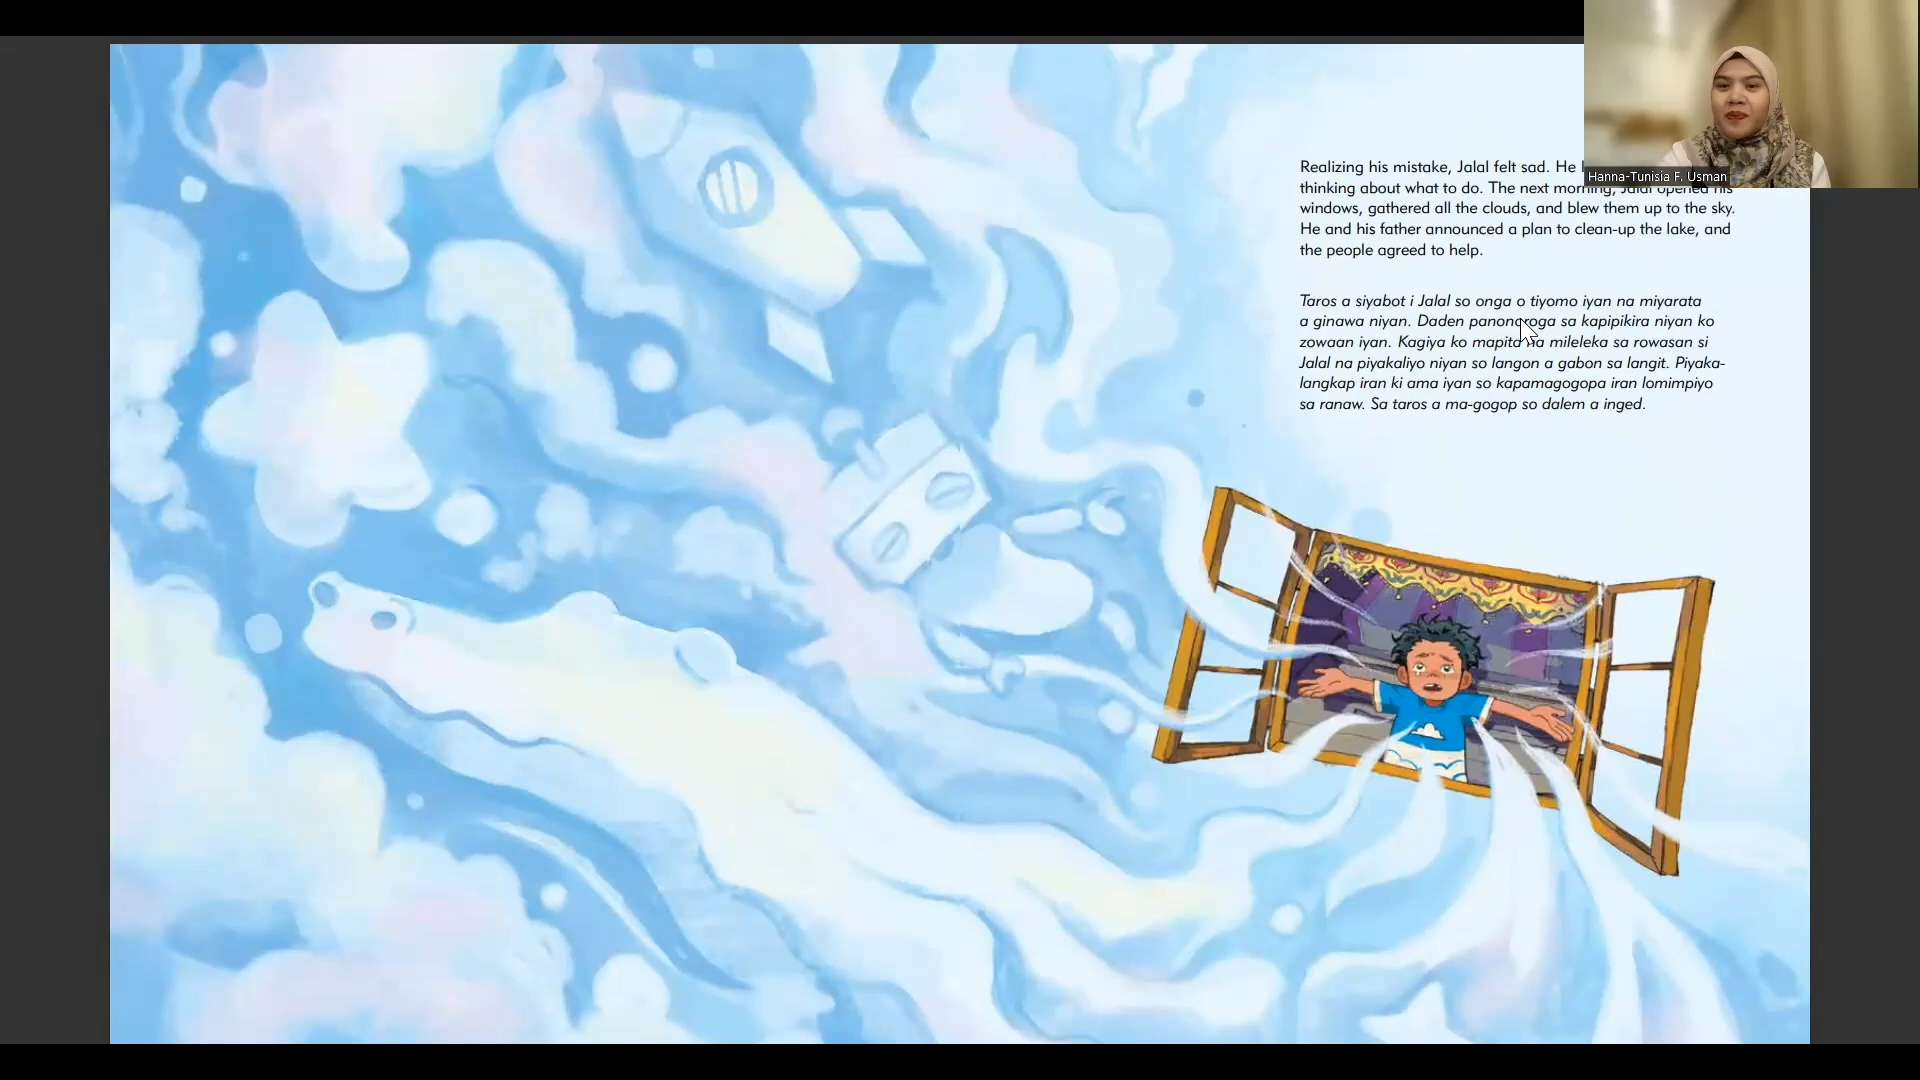 Realizing his mistake, Jalal felt sad. He
thinking about what to do. The next morning, Jalal opened his
windows, gathered all the clouds, and blew them up to the sky.
He and his father announced a plan to clean-up the lake, and
the people agreed to help.
Taros a siyabot i Jalal so onga o tiyomo iyan na miyarata
a ginawa niyan. Daden panonaroga sa kapipikira niyan ko
zowaan iyan. Kagiya ko mapita na mileleka sa rowasan si
Jalal na piyakaliyo niyan so langon a gabon sa langit. Piyaka-
langkap iran ki ama iyan so kapamagogopa iran lomimpiyo
sa ranaw. Sa taros a ma-gogop so dalem a inged.
Hanna-Tunisia F. Usman